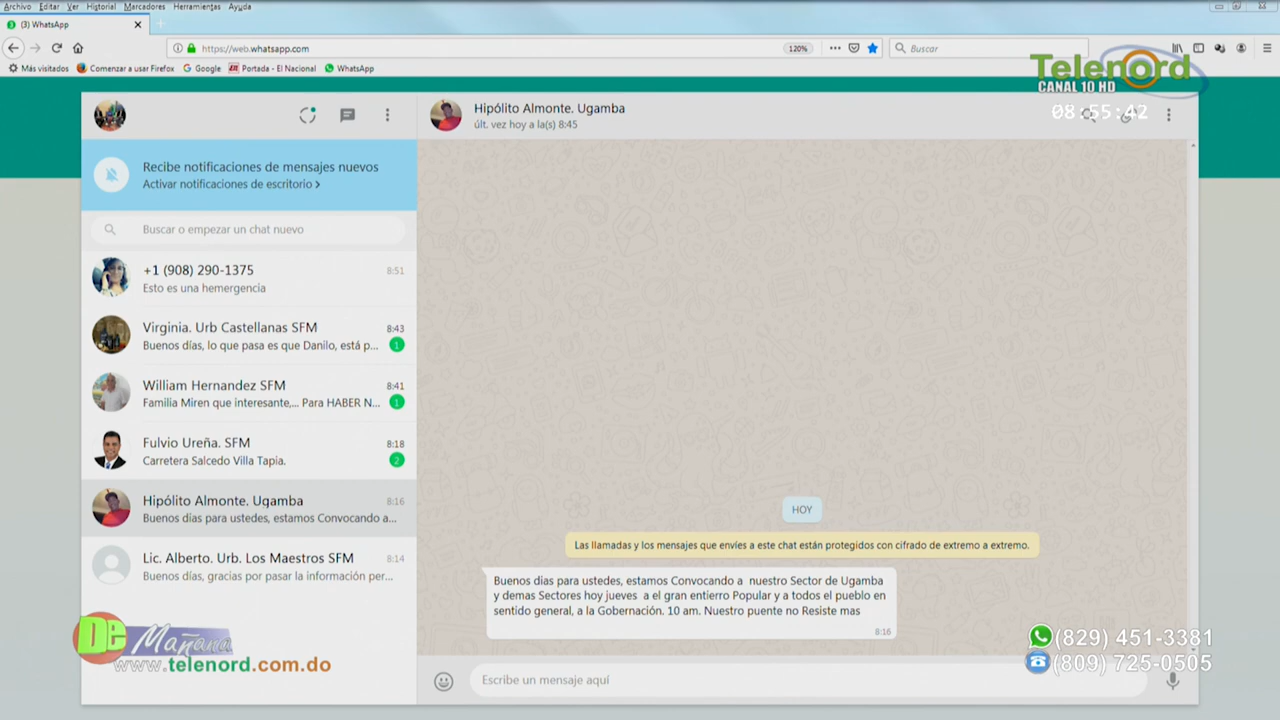 Archivo Editar Ver Historial Marcadores Herramientas Ayuda
(3) WhatsApp
https://web.whatsapp.com
120%
Buscar
Más visitados
Comenzar a usar Firefox
Google
Portada - El Nacional
WhatsApp
Telenord
CANAL 10 HD
08:55:42
Hipólito Almonte. Ugamba
últ. vez hoy a la(s) 8:45
Recibe notificaciones de mensajes nuevos
Activar notificaciones de escritorio >
Buscar o empezar un chat nuevo
+1 (908) 290-1375
8:51
Esto es una hemergencia
Virginia. Urb Castellanas SFM
8:43
Buenos días, lo que pasa es que Danilo, está p...
1
William Hernandez SFM
8:41
Familia Miren que interesante,... Para HABER N...
1
Fulvio Ureña. SFM
8:18
Carretera Salcedo Villa Tapia.
2
Hipólito Almonte. Ugamba
8:16
Buenos dias para ustedes, estamos Convocando a...
Lic. Alberto. Urb. Los Maestros SFM
8:14
Buenos días, gracias por pasar la información per...
HOY
Las llamadas y los mensajes que envíes a este chat están protegidos con cifrado de extremo a extremo.
Buenos dias para ustedes, estamos Convocando a nuestro Sector de Ugamba
y demas Sectores hoy jueves a el gran entierro Popular y a todos el pueblo en
sentido general, a la Gobernación. 10 am. Nuestro puente no Resiste mas
8:16
De Mañana
www.telenord.com.do
(829) 451-3381
(809) 725-0505
Escribe un mensaje aquí